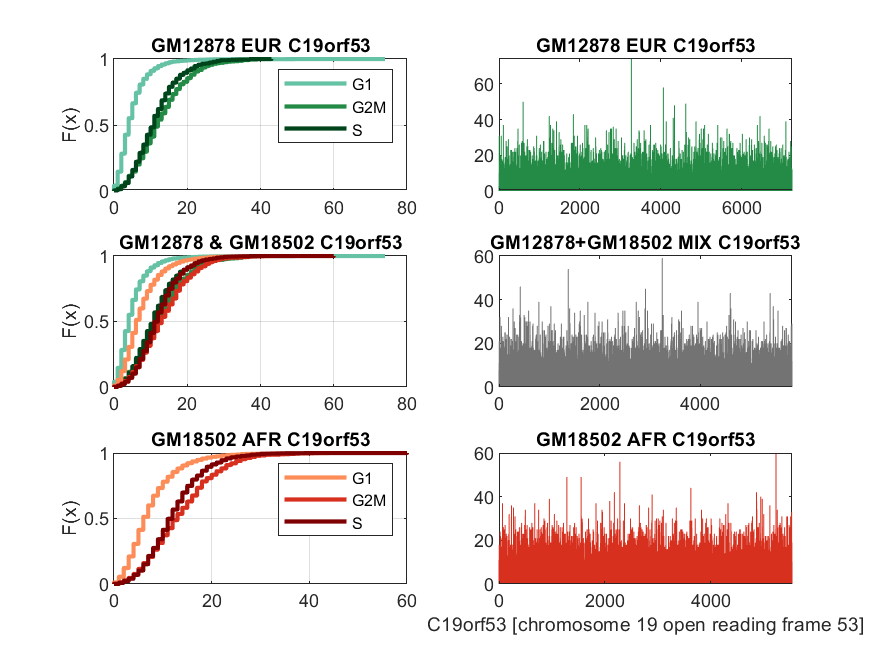 GM12878 EUR C19orf53
F(x)
1
0.5
0
0 20 40 60 80
G1
G2M
S
GM12878 EUR C19orf53
60
40
20
0
0 2000 4000 6000
GM12878 & GM18502 C19orf53
F(x)
1
0.5
0
0 20 40 60 80
GM12878+GM18502 MIX C19orf53
60
40
20
0
0 2000 4000
GM18502 AFR C19orf53
F(x)
1
0.5
0
0 20 40 60
G1
G2M
S
GM18502 AFR C19orf53
60
40
20
0
0 2000 4000
C19orf53 [chromosome 19 open reading frame 53]